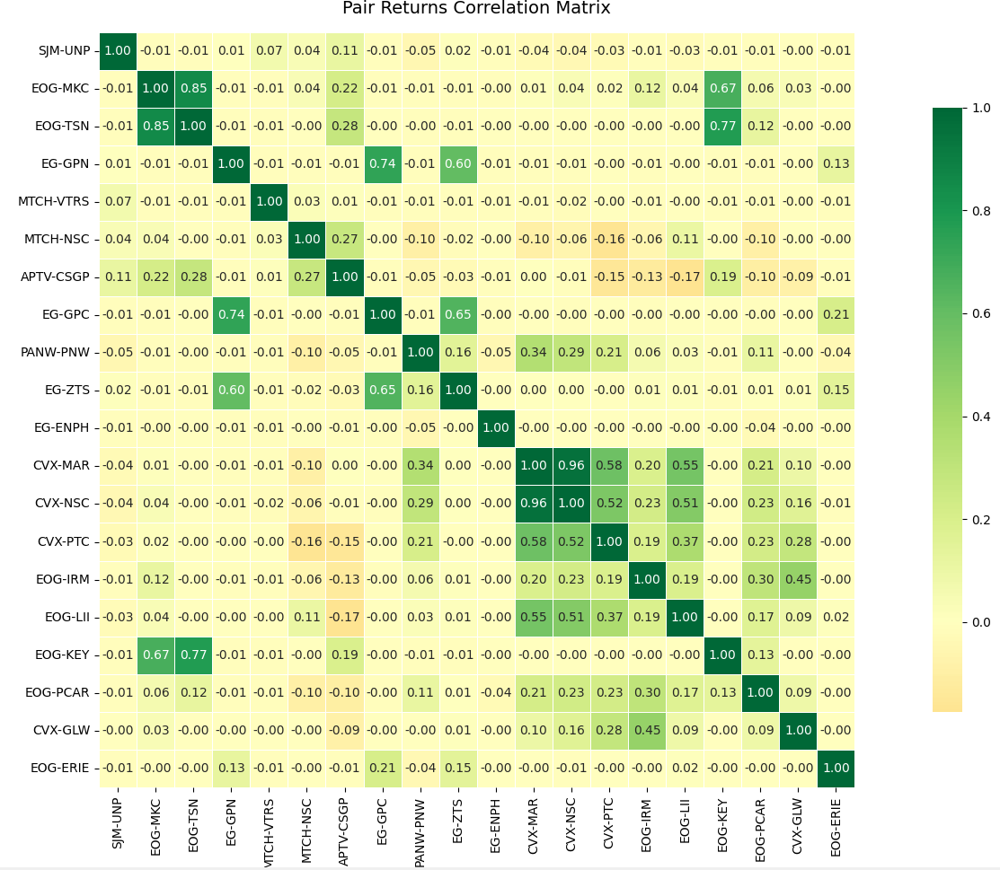 Pair Returns Correlation Matrix
SJM-UNP 1.00 -0.01 -0.01 0.01 0.07 0.04 0.11 -0.01 -0.05 0.02 -0.01 -0.04 -0.04 -0.03 -0.01 -0.03 -0.01 -0.01 -0.00 -0.01
EOG-MKC -0.01 1.00 0.85 -0.01 -0.01 0.04 0.22 -0.01 -0.01 -0.01 -0.00 0.01 0.04 0.02 0.12 0.04 0.67 0.06 0.03 -0.00
EOG-TSN -0.01 0.85 1.00 -0.01 -0.01 -0.00 0.28 -0.00 -0.00 -0.01 -0.00 -0.00 -0.00 -0.00 0.01 -0.00 0.77 0.12 -0.00 -0.00
EG-GPN 0.01 -0.01 -0.01 1.00 -0.01 -0.01 -0.01 0.74 -0.01 0.60 -0.01 -0.01 -0.01 -0.00 -0.01 -0.00 -0.01 -0.01 -0.00 0.13
MTCH-VTRS 0.07 -0.01 -0.01 -0.01 1.00 0.03 0.01 -0.01 -0.01 -0.01 -0.00 -0.01 -0.02 -0.00 -0.01 -0.00 -0.01 -0.01 -0.00 -0.01
MTCH-NSC 0.04 0.04 -0.00 -0.01 0.03 1.00 0.27 -0.00 -0.10 -0.02 -0.00 -0.10 -0.06 -0.16 -0.06 0.11 -0.00 -0.10 -0.00 -0.00
APTV-CSGP 0.11 0.22 0.28 -0.01 0.01 0.27 1.00 -0.01 -0.05 -0.03 -0.01 0.00 -0.01 -0.15 -0.13 -0.17 0.19 -0.10 -0.09 -0.01
EG-GPC -0.01 -0.01 -0.00 0.74 -0.01 -0.00 -0.01 1.00 -0.01 0.65 -0.00 -0.00 -0.00 -0.00 -0.00 -0.00 -0.00 -0.00 -0.00 0.21
PANW-PNW -0.05 -0.01 -0.00 -0.01 -0.01 -0.10 -0.05 -0.01 1.00 0.16 -0.05 0.34 0.29 0.21 0.06 0.03 -0.01 0.11 -0.00 -0.04
EG-ZTS 0.02 -0.01 -0.01 0.60 -0.01 -0.02 -0.03 0.65 0.16 1.00 -0.00 0.00 0.00 -0.00 0.01 0.01 -0.01 0.01 0.01 0.15
EG-ENPH -0.01 -0.00 -0.00 -0.01 -0.00 -0.00 -0.01 -0.00 -0.05 -0.00 1.00 -0.00 -0.00 -0.00 -0.00 -0.00 -0.00 -0.04 -0.00 -0.00
CVX-MAR -0.04 0.01 -0.00 -0.01 -0.01 -0.10 0.00 -0.00 0.34 0.00 -0.00 1.00 0.96 0.58 0.20 0.55 -0.00 0.21 0.10 -0.00
CVX-NSC -0.04 0.04 -0.00 -0.01 -0.02 -0.06 -0.01 -0.00 0.29 0.00 -0.00 0.96 1.00 0.52 0.23 0.51 -0.00 0.23 0.16 -0.01
CVX-PTC -0.03 0.02 -0.00 -0.00 -0.00 -0.16 -0.15 -0.00 0.21 -0.00 -0.00 0.58 0.52 1.00 0.19 0.37 -0.00 0.23 0.28 -0.00
EOG-IRM -0.01 0.12 -0.01 -0.01 -0.01 -0.06 -0.13 -0.00 0.06 0.01 -0.00 0.20 0.23 0.19 1.00 0.19 -0.00 0.30 0.45 -0.00
EOG-LII -0.03 0.04 -0.00 -0.00 -0.00 0.11 -0.17 -0.00 0.03 0.01 -0.00 0.55 0.51 0.37 0.19 1.00 -0.00 0.17 0.09 0.02
EOG-KEY -0.01 0.67 0.77 -0.01 -0.01 -0.00 0.19 -0.00 -0.01 -0.01 -0.00 -0.00 -0.00 -0.00 -0.00 -0.00 1.00 0.13 -0.00 -0.00
EOG-PCAR -0.01 0.06 0.12 -0.01 -0.01 -0.10 -0.10 -0.00 0.11 0.01 -0.04 0.21 0.23 0.23 0.30 0.17 0.13 1.00 0.09 -0.00
CVX-GLW -0.00 0.03 -0.00 -0.00 -0.00 -0.00 -0.09 -0.00 -0.00 0.01 -0.00 0.10 0.16 0.28 0.45 0.09 -0.00 0.09 1.00 -0.00
EOG-ERIE -0.01 -0.00 -0.00 0.13 -0.01 -0.00 -0.01 0.21 -0.04 0.15 -0.00 -0.00 -0.01 -0.00 -0.00 0.02 -0.00 -0.00 -0.00 1.00
SJM-UNP EOG-MKC EOG-TSN EG-GPN MTCH-VTRS MTCH-NSC APTV-CSGP EG-GPC PANW-PNW EG-ZTS EG-ENPH CVX-MAR CVX-NSC CVX-PTC EOG-IRM EOG-LII EOG-KEY EOG-PCAR CVX-GLW EOG-ERIE
1.0
0.8
0.6
0.4
0.2
0.0